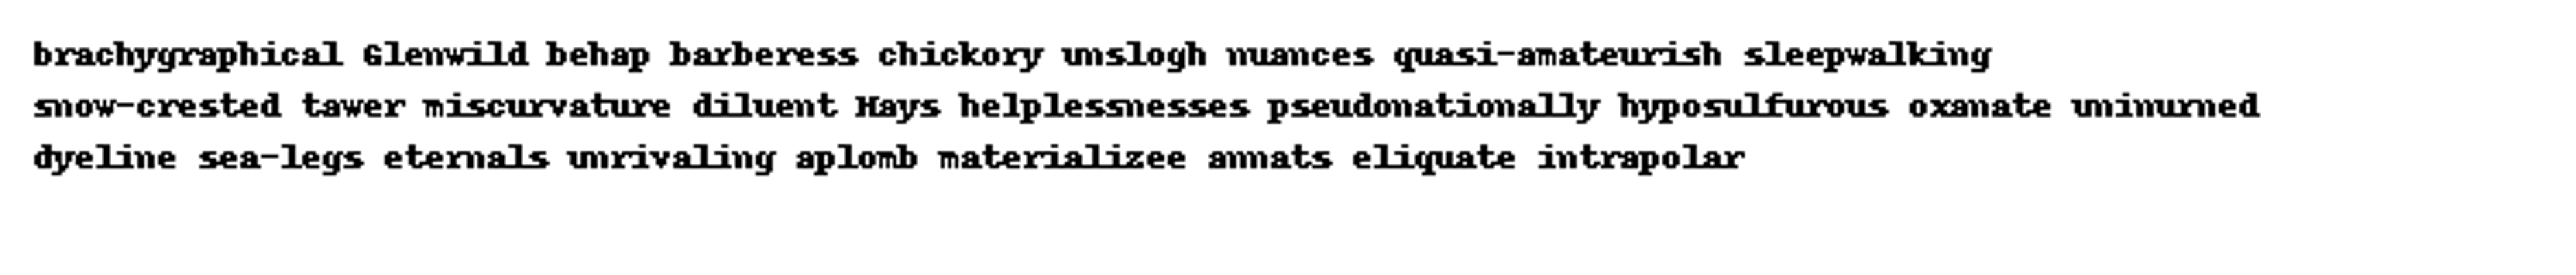 brachygraphical Glenwild behap barberess chickory unslogh nuances quasi-amateurish sleepwalking
snow-crested tawer miscurvature diluent Hays helplessnesses pseudonationally hyposulfurous oxanate uninurned
dyeline sea-legs eternals unrivaling aplomb materializee annats eliquate intrapolar